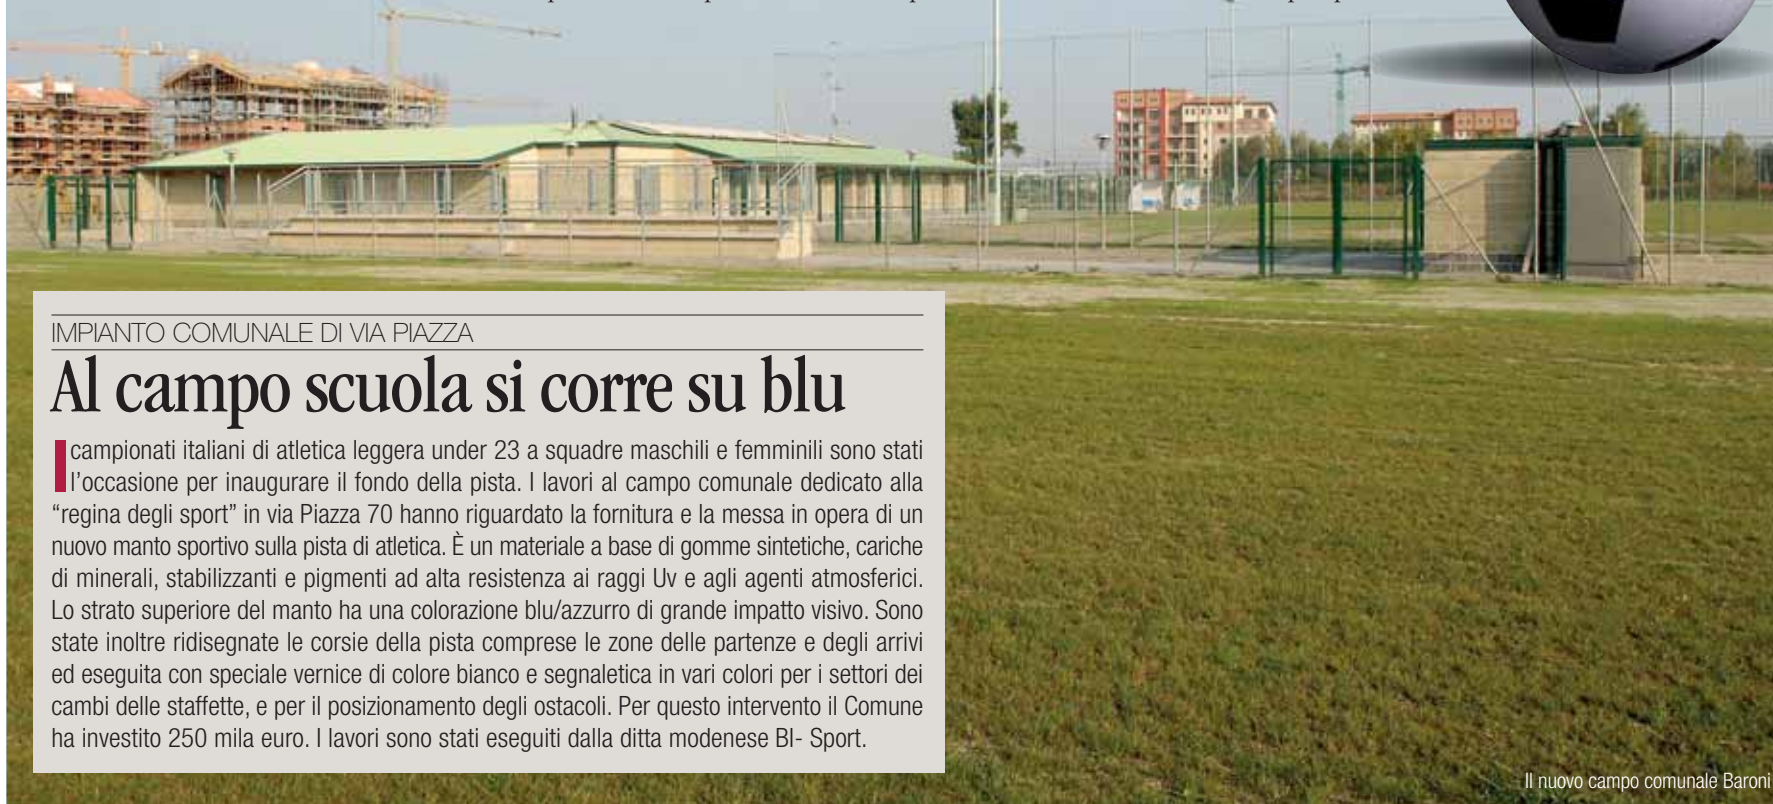 IMPIANTO COMUNALE DI VIA PIAZZA
Al campo scuola si corre su blu
I campionati italiani di atletica leggera under 23 a squadre maschili e femminili sono stati
l’occasione per inaugurare il fondo della pista. I lavori al campo comunale dedicato alla
“regina degli sport” in via Piazza 70 hanno riguardato la fornitura e la messa in opera di un
nuovo manto sportivo sulla pista di atletica. È un materiale a base di gomme sintetiche, cariche
di minerali, stabilizzanti e pigmenti ad alta resistenza ai raggi Uv e agli agenti atmosferici.
Lo strato superiore del manto ha una colorazione blu/azzurro di grande impatto visivo. Sono
state inoltre ridisegnate le corsie della pista comprese le zone delle partenze e degli arrivi
ed eseguita con speciale vernice di colore bianco e segnaletica in vari colori per i settori dei
cambi delle staffette, e per il posizionamento degli ostacoli. Per questo intervento il Comune
ha investito 250 mila euro. I lavori sono stati eseguiti dalla ditta modenese BI- Sport.
Il nuovo campo comunale Baroni